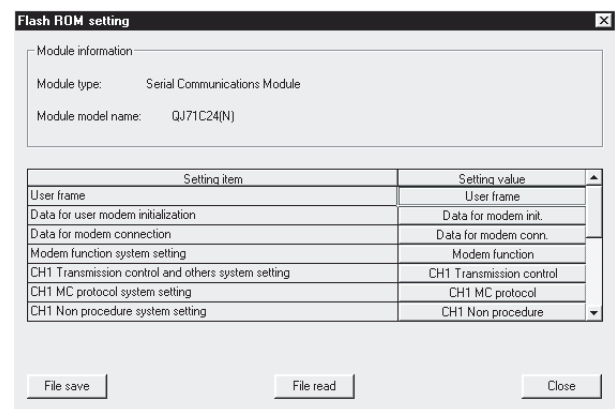 Flash ROM setting
Module information
Module type: Serial Communications Module
Module model name: QJ71C24(N)
Setting item Setting value
User frame User frame
Data for user modem initialization Data for modem init.
Data for modem connection Data for modem conn.
Modem function system setting Modem function
CH1 Transmission control and others system setting CH1 Transmission control
CH1 MC protocol system setting CH1 MC protocol
CH1 Non procedure system setting CH1 Non procedure
File save File read Close